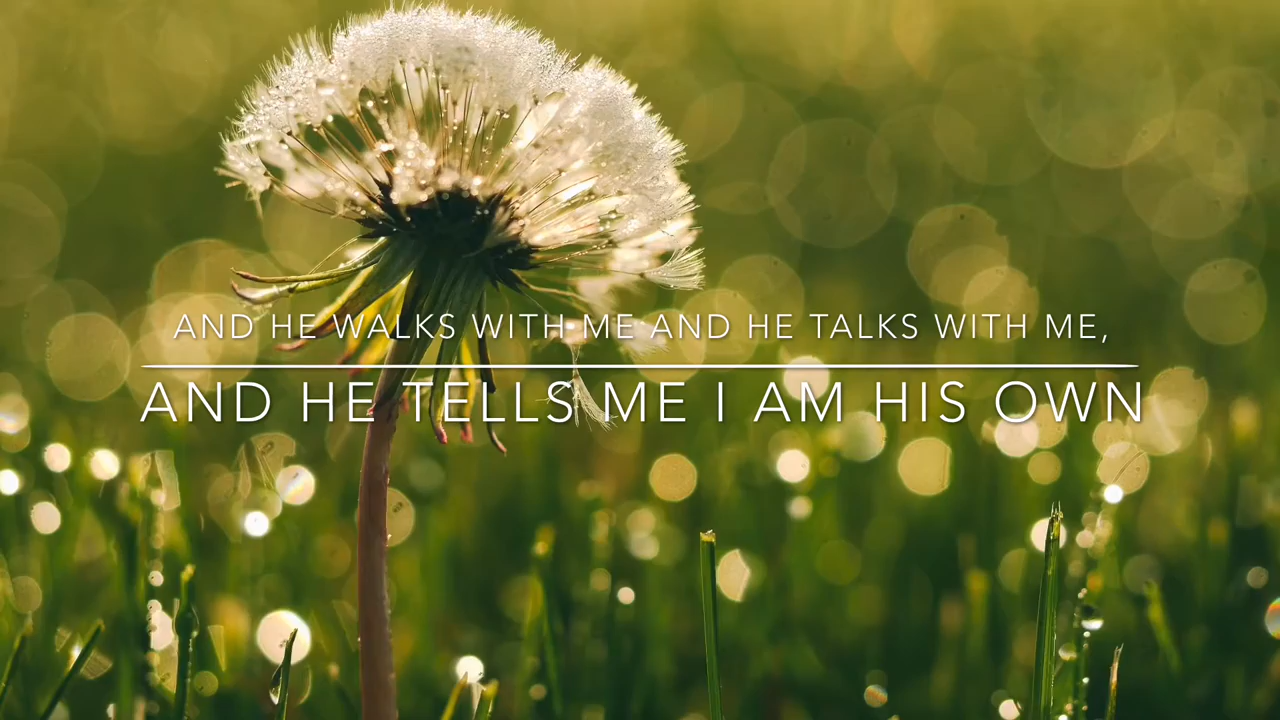 AND HE WALKS WITH ME AND HE TALKS WITH ME,
AND HE TELLS ME I AM HIS OWN